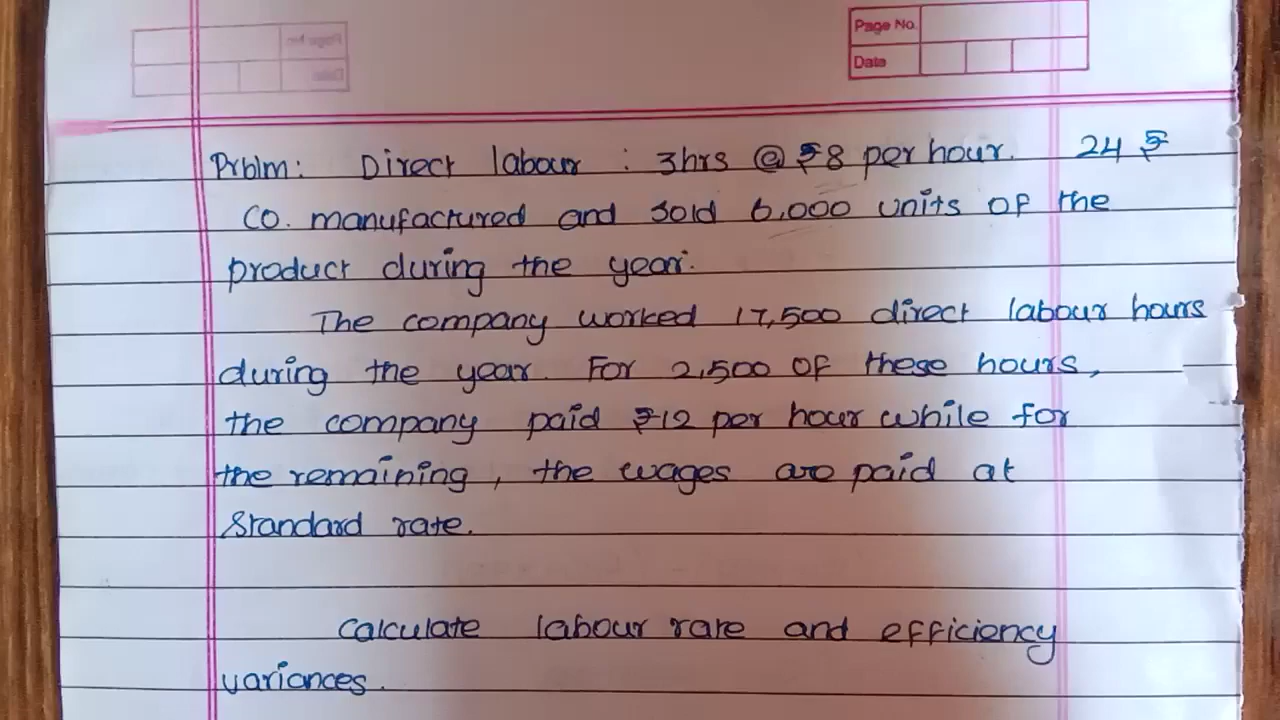 Page No.
Date
Prblm: Direct labour : 3hrs @ ₹8 per hour. 24 ₹
CO. manufactured and sold 6,000 units of the
product during the year.
The company worked 17,500 direct labour hours
during the year. For 2,500 of these hours,
the company paid ₹12 per hour while for
the remaining, the wages are paid at
Standard rate.
Calculate labour rate and efficiency
variances.